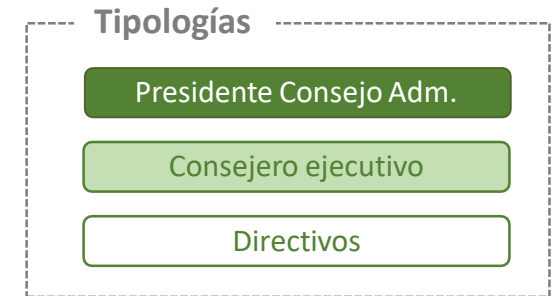 Tipologías
Presidente Consejo Adm.
Consejero ejecutivo
Directivos